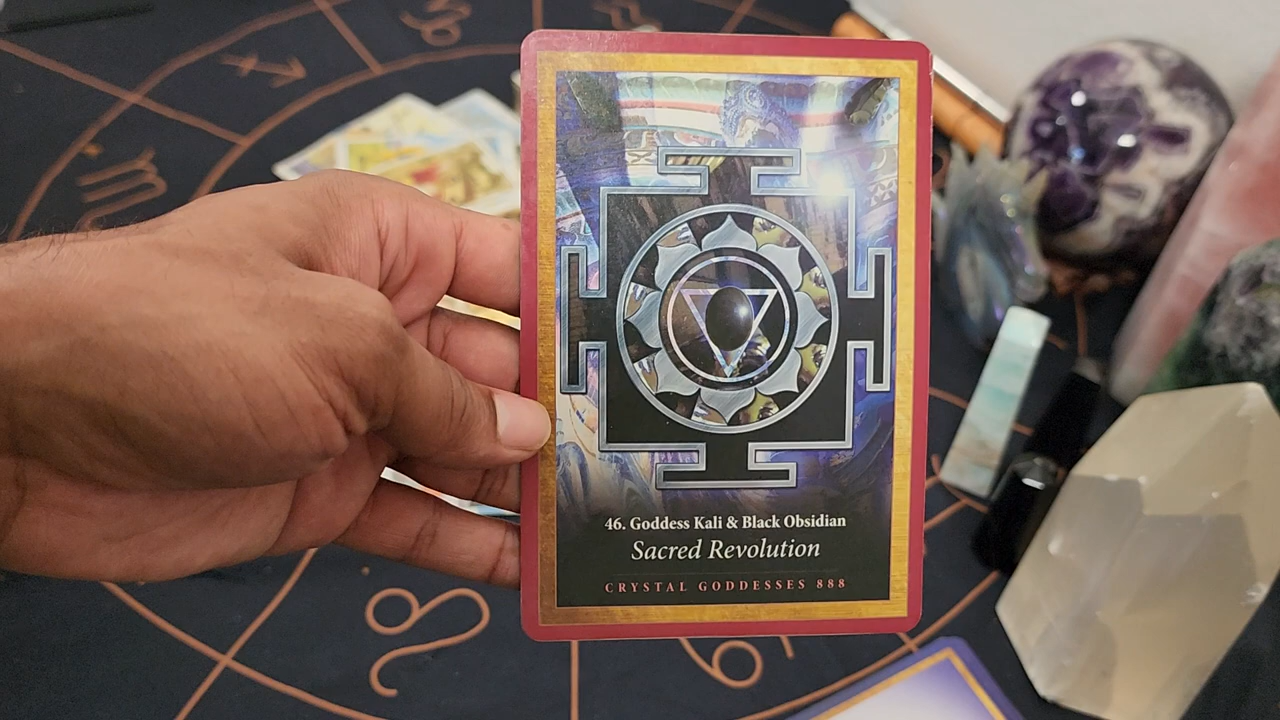 46. Goddess Kali & Black Obsidian
Sacred Revolution
CRYSTAL GODDESSES 888